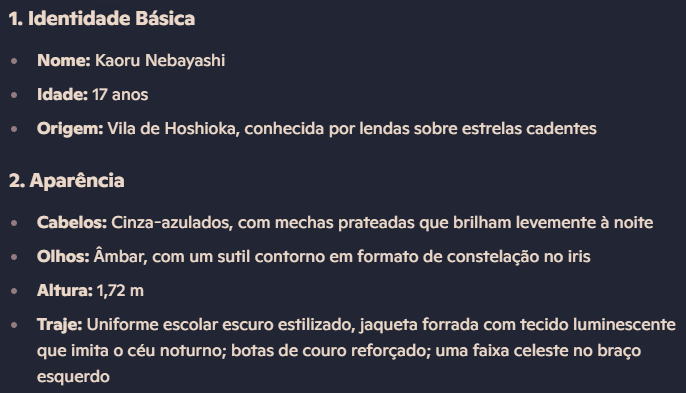 1. Identidade Básica
• Nome: Kaoru Nebayashi
• Idade: 17 anos
• Origem: Vila de Hoshioka, conhecida por lendas sobre estrelas cadentes
2. Aparência
• Cabelos: Cinza-azulados, com mechas prateadas que brilham levemente à noite
• Olhos: Âmbar, com um sutil contorno em formato de constelação no iris
• Altura: 1,72 m
• Traje: Uniforme escolar escuro estilizado, jaqueta forrada com tecido luminescente
que imita o céu noturno; botas de couro reforçado; uma faixa celeste no braço
esquerdo